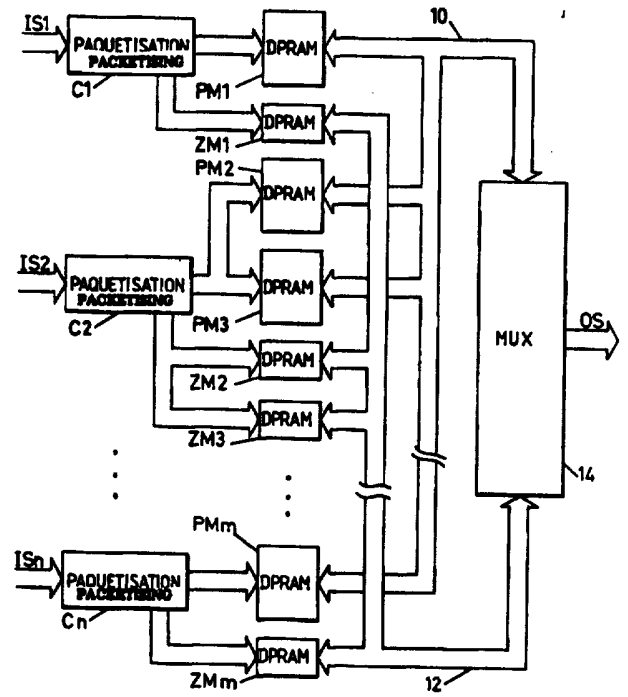 IS1
PAQUETISATION
PACKETISING
C1
DPRAM
PM1
DPRAM
ZM1
10
PM2
DPRAM
IS2
PAQUETISATION
PACKETISING
C2
DPRAM
PM3
DPRAM
ZM2
DPRAM
ZM3
MUX
OS
14
PMm
DPRAM
ISn
PAQUETISATION
PACKETISING
Cn
DPRAM
ZMm
12